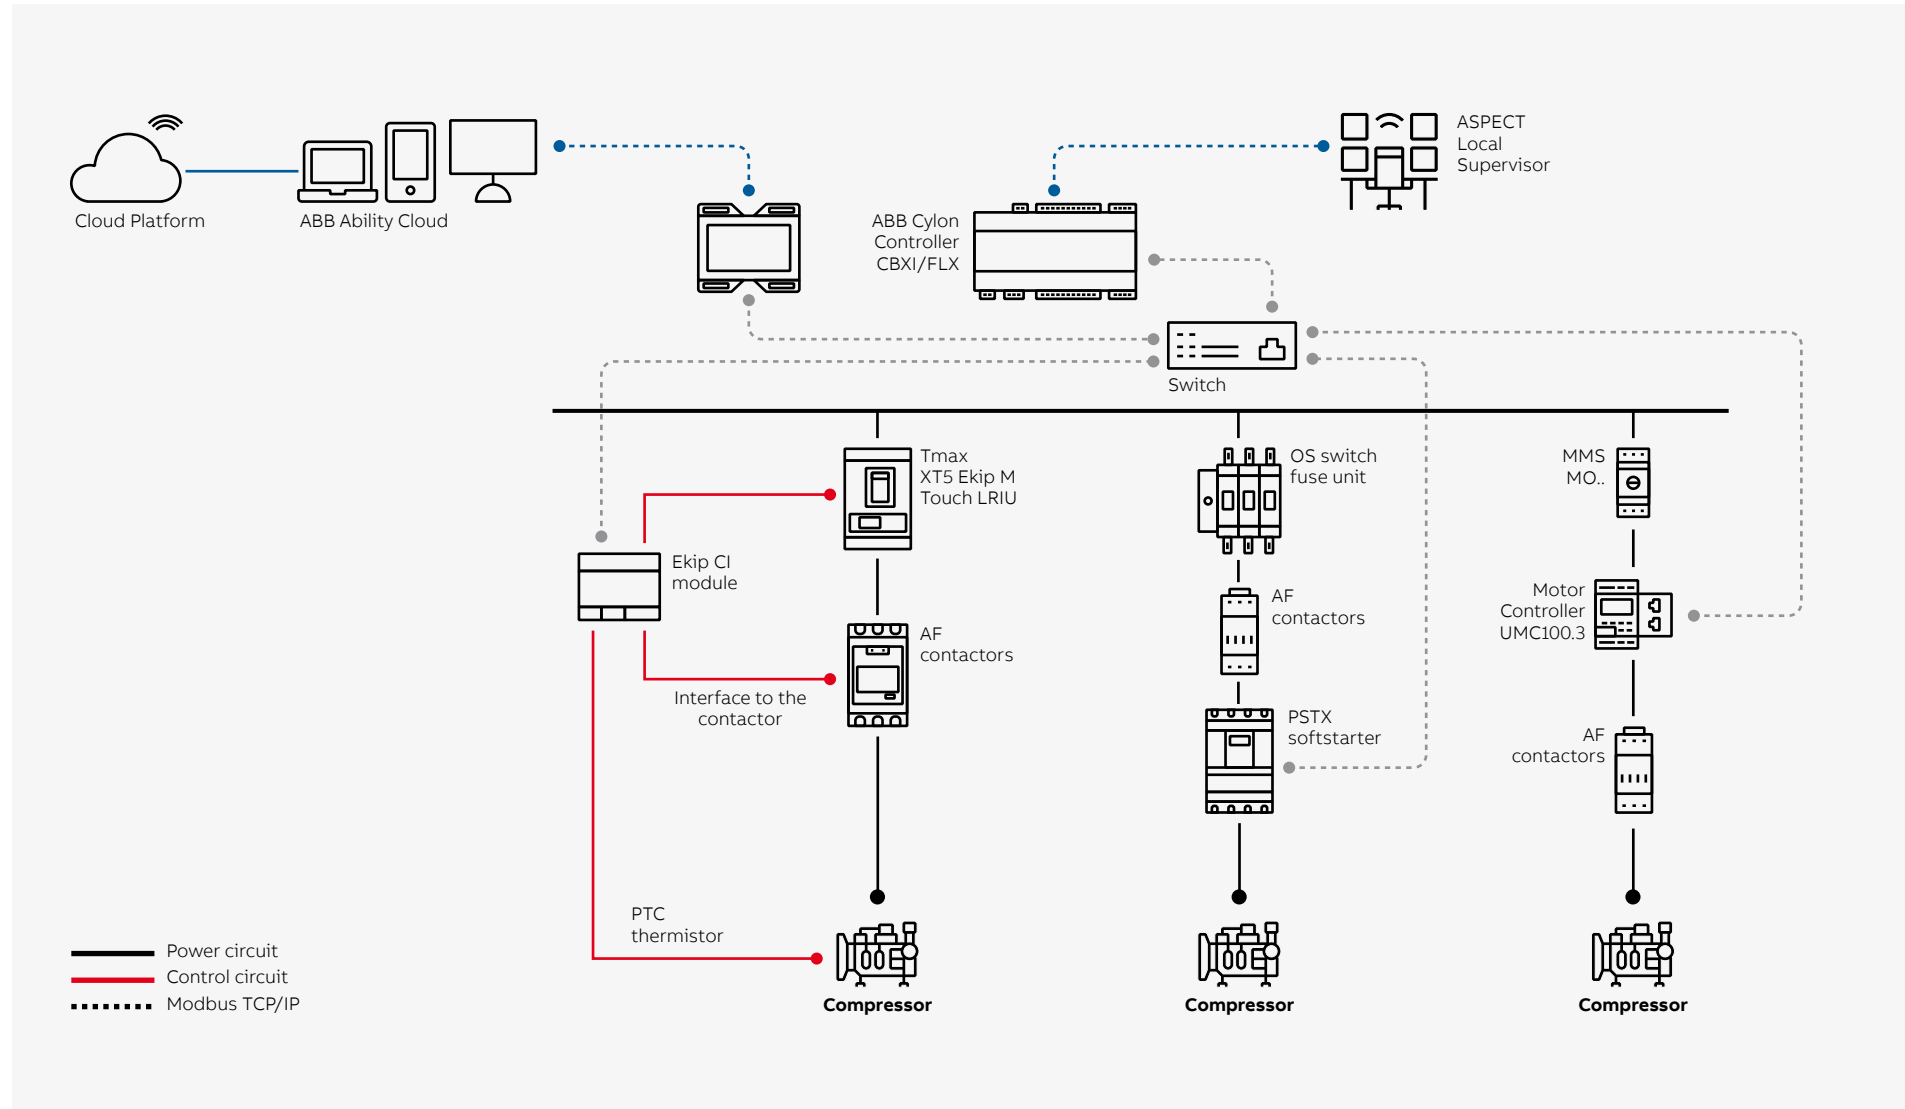 Cloud Platform
ABB Ability Cloud
ABB Cylon
Controller
CBXI/FLX
ASPECT
Local
Supervisor
Switch
Tmax
XT5 Ekip M
Touch LRIU
OS switch
fuse unit
MMS
MO..
Ekip CI
module
AF
contactors
Motor
Controller
UMC100.3
AF
contactors
Interface to the
contactor
PSTX
softstarter
AF
contactors
PTC
thermistor
Power circuit
Control circuit
Modbus TCP/IP
Compressor
Compressor
Compressor